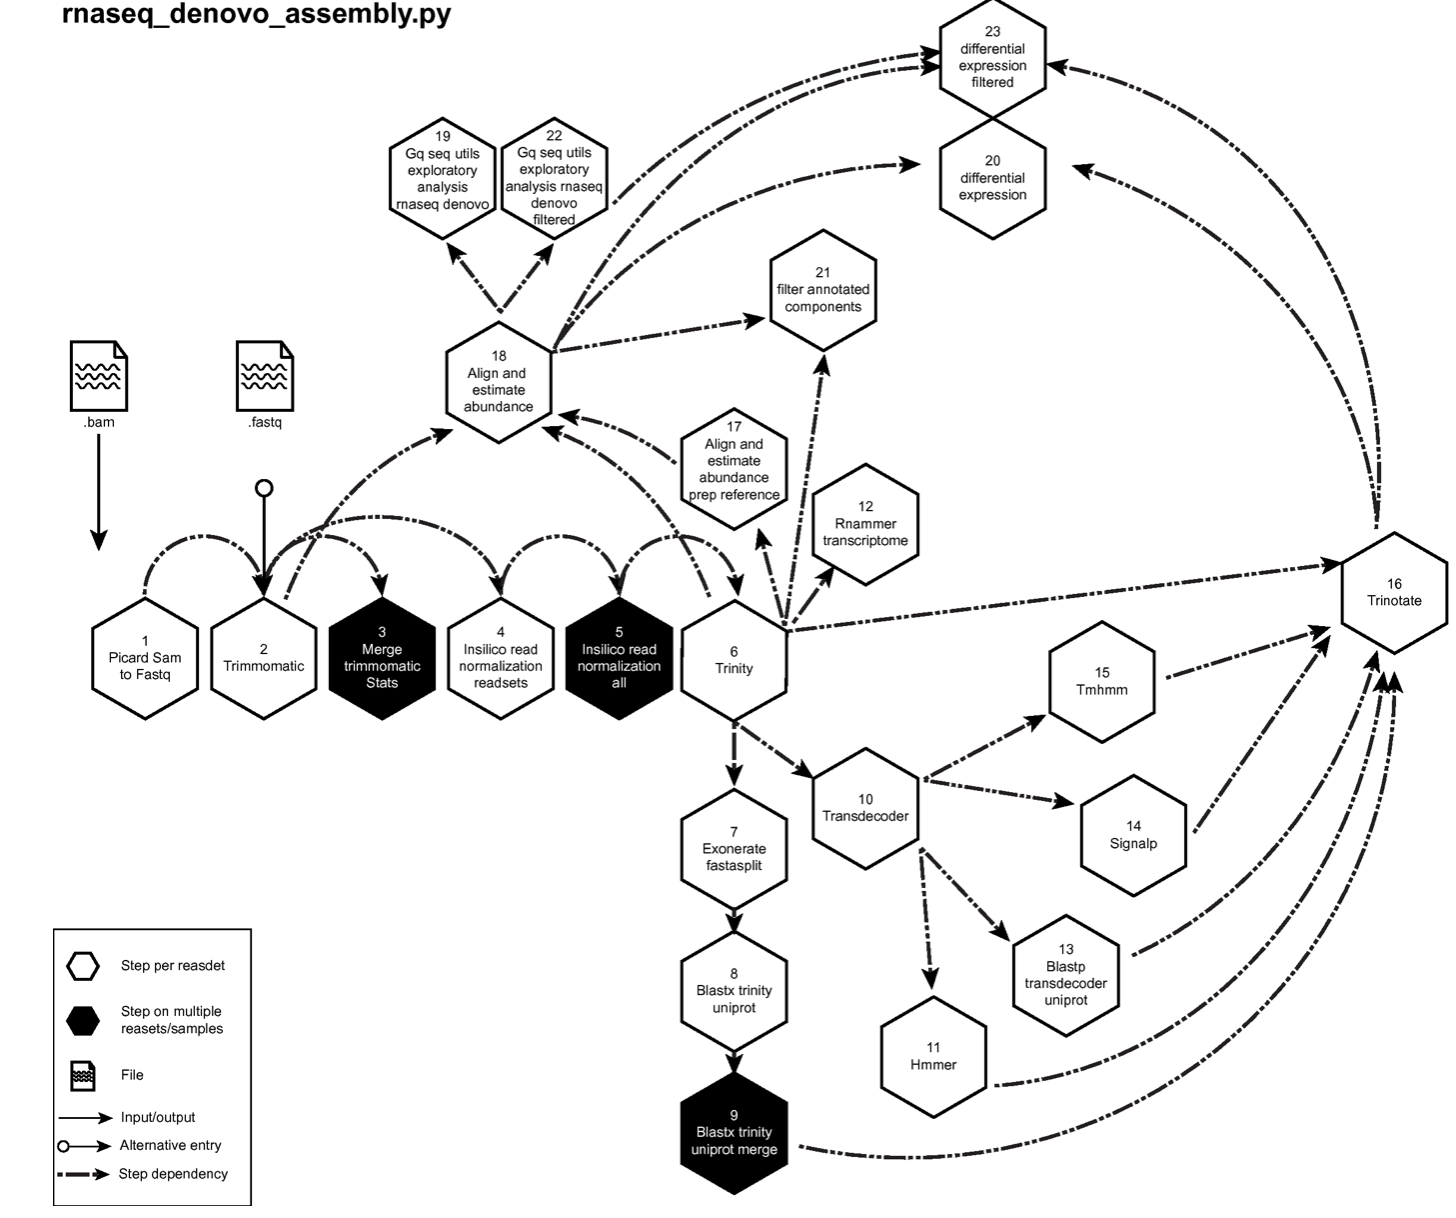 rnaseq_denovo_assembly.py
23
differential
expression
filtered
19
Gq seq utils
exploratory
analysis
rnaseq denovo
22
Gq seq utils
exploratory
analysis rnaseq
denovo
filtered
20
differential
expression
21
filter annotated
components
18
Align and
estimate
abundance
.bam
.fastq
17
Align and
estimate
abundance
prep reference
12
Rnammer
transcriptome
16
Trinotate
1
Picard Sam
to Fastq
2
Trimmomatic
3
Merge
trimmomatic
Stats
4
Insilico read
normalization
readsets
5
Insilico read
normalization
all
6
Trinity
15
Tmhmm
10
Transdecoder
14
Signalp
7
Exonerate
fastasplit
13
Blastp
transdecoder
uniprot
8
Blastx trinity
uniprot
11
Hmmer
9
Blastx trinity
uniprot merge
Step per reasdet
Step on multiple
reasets/samples
File
Input/output
Alternative entry
Step dependency